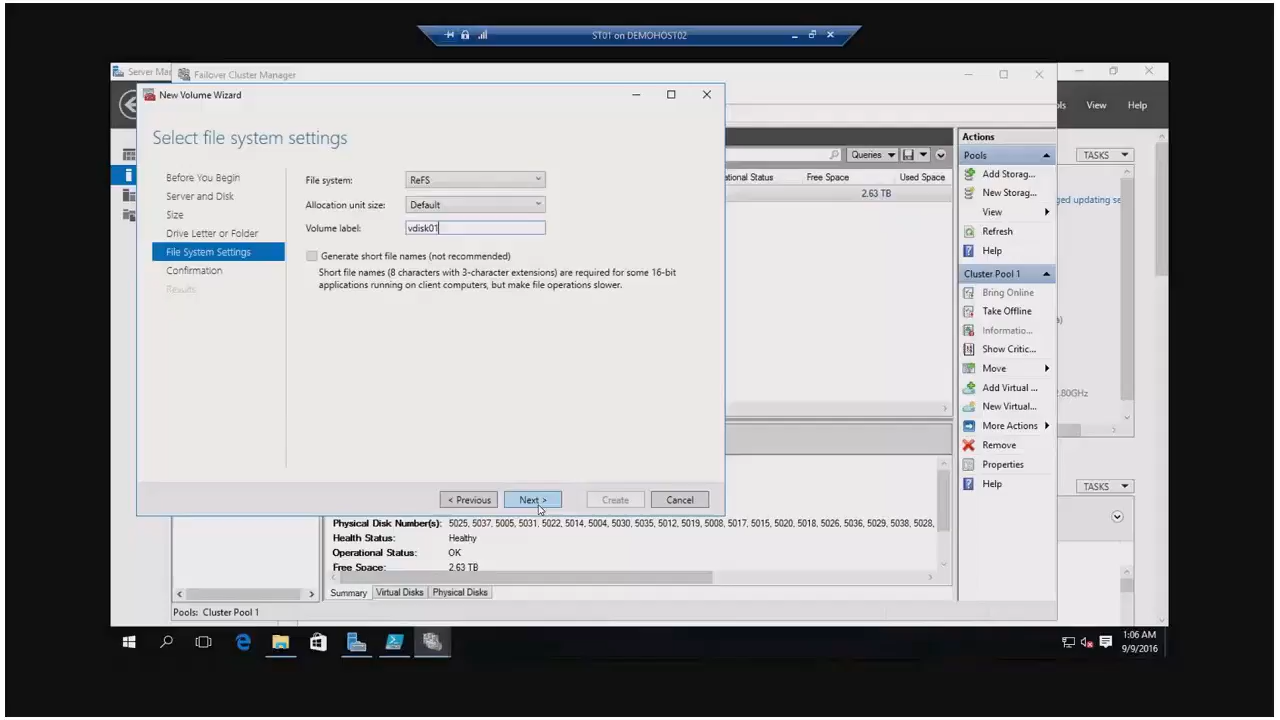 ST01 on DEMOHOST02
Server Mar
Failover Cluster Manager
New Volume Wizard
View
Help
Select file system settings
Before You Begin
Server and Disk
Size
Drive Letter or Folder
File System Settings
Confirmation
Results
File system:
ReFS
Allocation unit size:
Default
Volume label:
vdisk01
Generate short file names (not recommended)
Short file names (8 characters with 3-character extensions) are required for some 16-bit
applications running on client computers, but make file operations slower.
< Previous
Next >
Create
Cancel
Queries
ational Status
Free Space
Used Space
2.63 TB
Actions
Pools
Add Storag...
New Storag...
View
Refresh
Help
Cluster Pool 1
Bring Online
Take Offline
Informatio...
Show Critic...
Move
Add Virtual ...
New Virtual...
More Actions
Remove
Properties
Help
TASKS
ged updating se
.80GHz
TASKS
Physical Disk Number(s): 5025, 5037, 5005, 5031, 5022, 5014, 5004, 5030, 5035, 5012, 5019, 5008, 5017, 5015, 5020, 5018, 5026, 5036, 5029, 5038, 5028,
Health Status: Healthy
Operational Status: OK
Free Space: 2.63 TB
Summary
Virtual Disks
Physical Disks
Pools: Cluster Pool 1
1:06 AM
9/9/2016